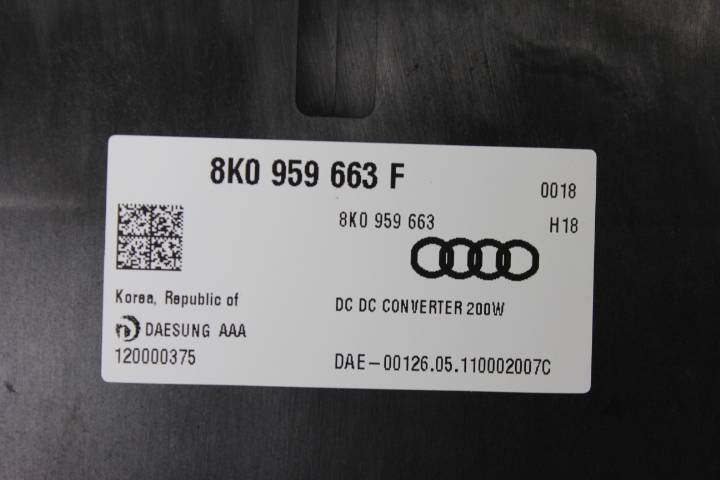 8K0 959 663 F
0018
8K0 959 663
H18
Korea, Republic of
DC DC CONVERTER 200W
DAESUNG AAA
120000375
DAE-00126.05.110002007C